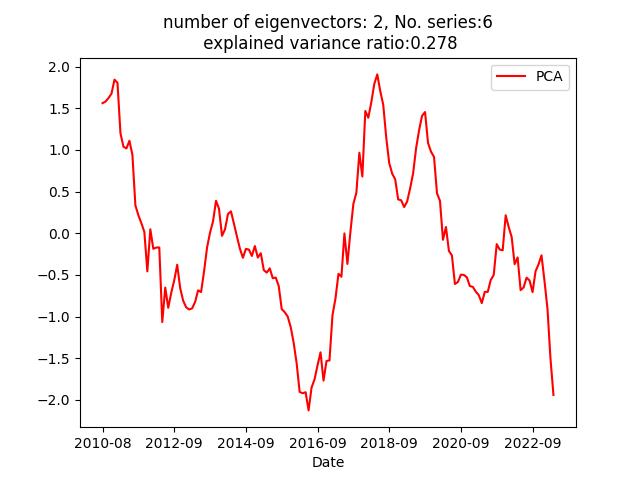 number of eigenvectors: 2, No. series:6
explained variance ratio:0.278
PCA
2.0
1.5
1.0
0.5
0.0
−0.5
−1.0
−1.5
−2.0
2010-08 2012-09 2014-09 2016-09 2018-09 2020-09 2022-09
Date